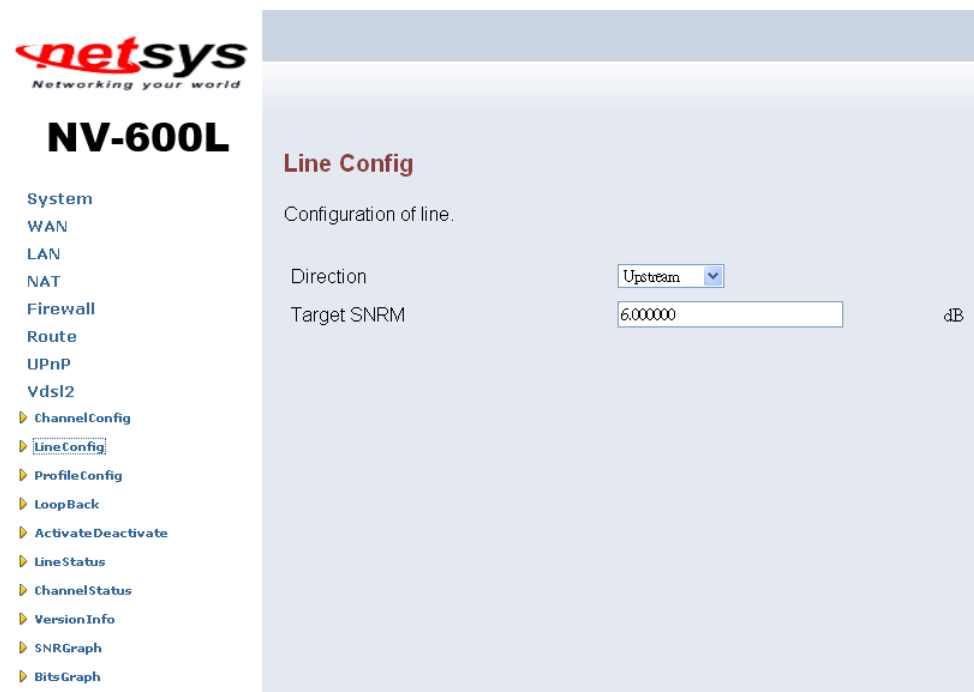 netsys
Networking your world
NV-600L
System
WAN
LAN
NAT
Firewall
Route
UPnP
Vdsl2
ChannelConfig
LineConfig
ProfileConfig
LoopBack
ActivateDeactivate
LineStatus
ChannelStatus
VersionInfo
SNRGraph
BitsGraph
Line Config
Configuration of line.
Direction Upstream
Target SNRM 6.000000 dB